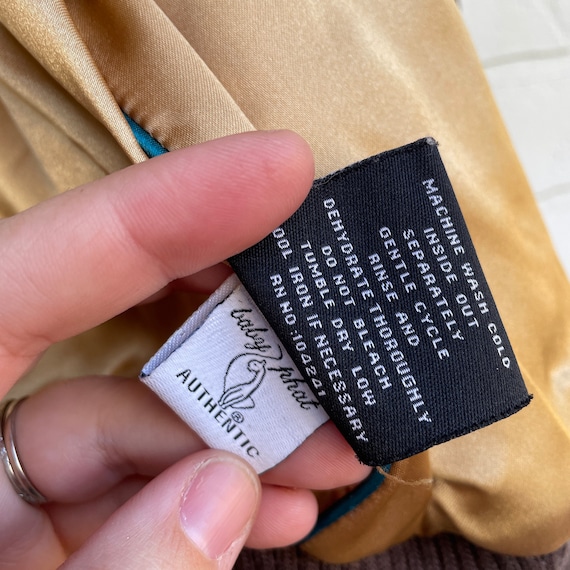 MACHINE WASH COLD
INSIDE OUT
SEPARATELY
GENTLE CYCLE
RINSE AND
DEHYDRATE THOROUGHLY
DO NOT BLEACH
TUMBLE DRY LOW
IRON IF NECESSARY
RN NO:104241
baby phat
®
AUTHENTIC